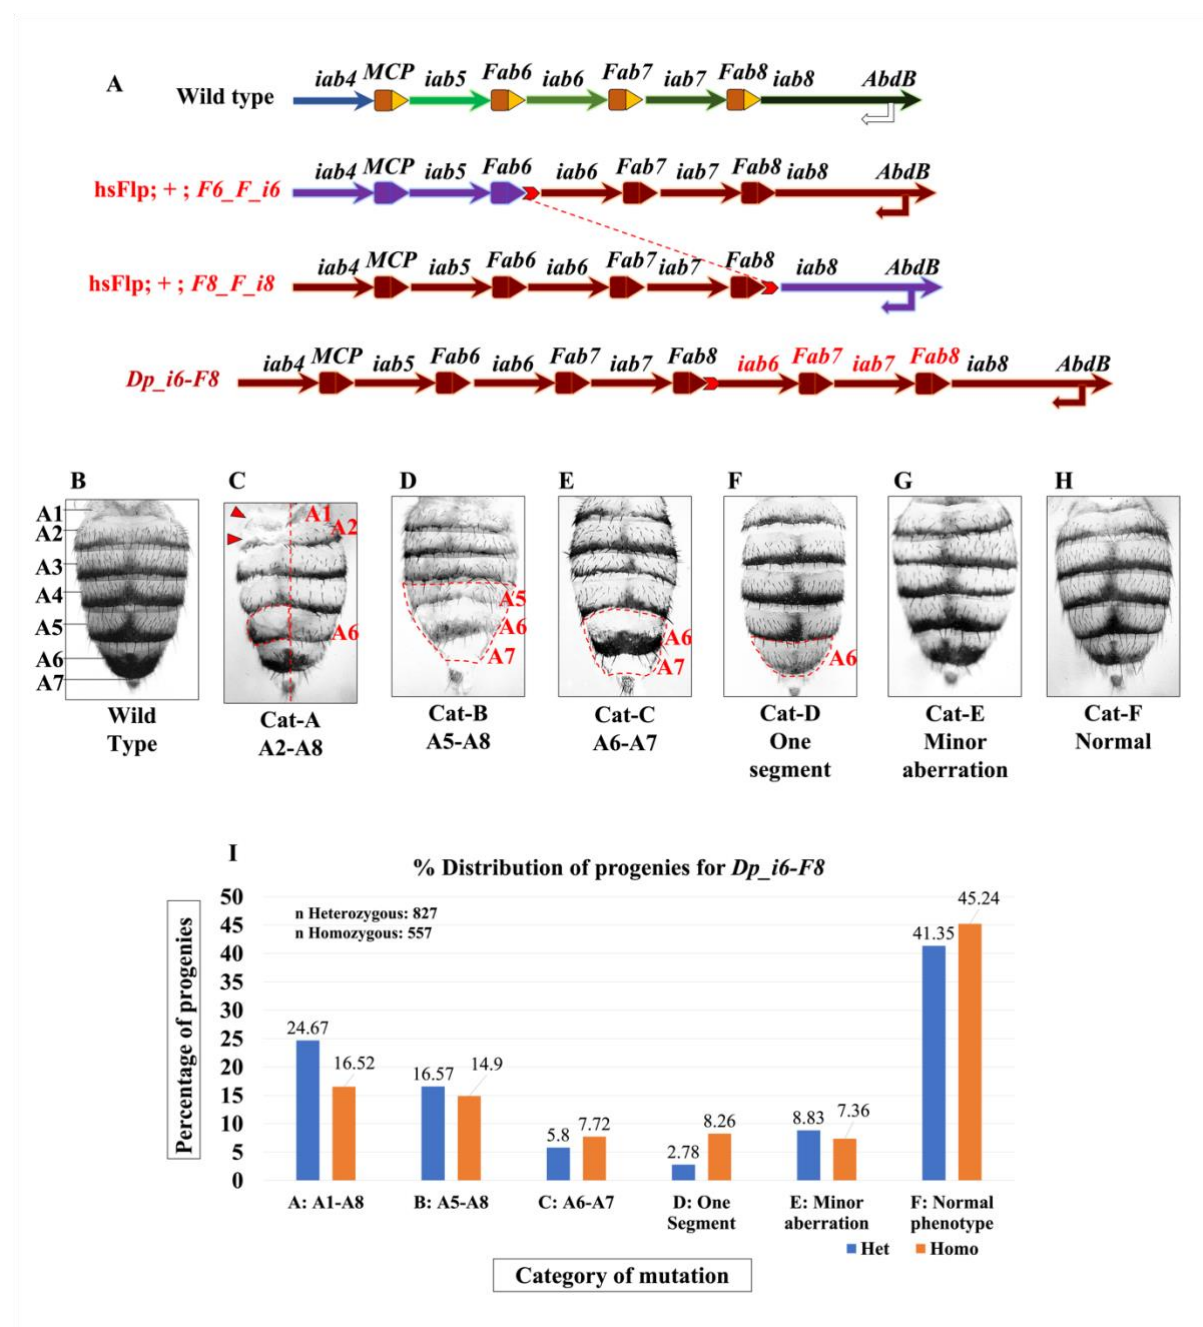 A
iab4 MCP iab5 Fab6 iab6 Fab7 iab7 Fab8 iab8 AbdB
Wild type
iab4 MCP iab5 Fab6 iab6 Fab7 iab7 Fab8 iab8 AbdB
hsFlp; + ; F6_F_i6
iab4 MCP iab5 Fab6 iab6 Fab7 iab7 Fab8 iab8 AbdB
hsFlp; + ; F8_F_i8
iab4 MCP iab5 Fab6 iab6 Fab7 iab7 Fab8 iab6 Fab7 iab7 Fab8 iab8 AbdB
Dp_i6-F8
B C D E F G H
A1
A2
A3
A4
A5
A6
A7
A1
A2
A6
A5
A6
A7
A6
A7
A6
Wild
Type
Cat-A
A2-A8
Cat-B
A5-A8
Cat-C
A6-A7
Cat-D
One
segment
Cat-E
Minor
aberration
Cat-F
Normal
I
% Distribution of progenies for Dp_i6-F8
n Heterozygous: 827
n Homozygous: 557
Percentage of progenies
50
45
40
35
30
25
20
15
10
5
0
24.67
16.52
16.57
14.9
5.8
7.72
2.78
8.26
8.83
7.36
41.35
45.24
A: A1-A8
B: A5-A8
C: A6-A7
D: One
Segment
E: Minor
aberration
F: Normal
phenotype
Het Homo
Category of mutation